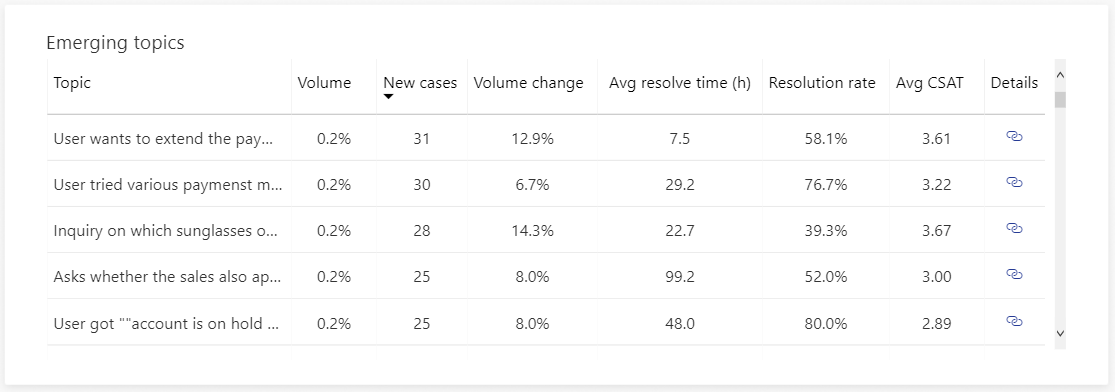 Emerging topics
Topic Volume New cases Volume change Avg resolve time (h) Resolution rate Avg CSAT Details
User wants to extend the pay... 0.2% 31 12.9% 7.5 58.1% 3.61
User tried various paymenst m... 0.2% 30 6.7% 29.2 76.7% 3.22
Inquiry on which sunglasses o... 0.2% 28 14.3% 22.7 39.3% 3.67
Asks whether the sales also ap... 0.2% 25 8.0% 99.2 52.0% 3.00
User got ""account is on hold ... 0.2% 25 8.0% 48.0 80.0% 2.89